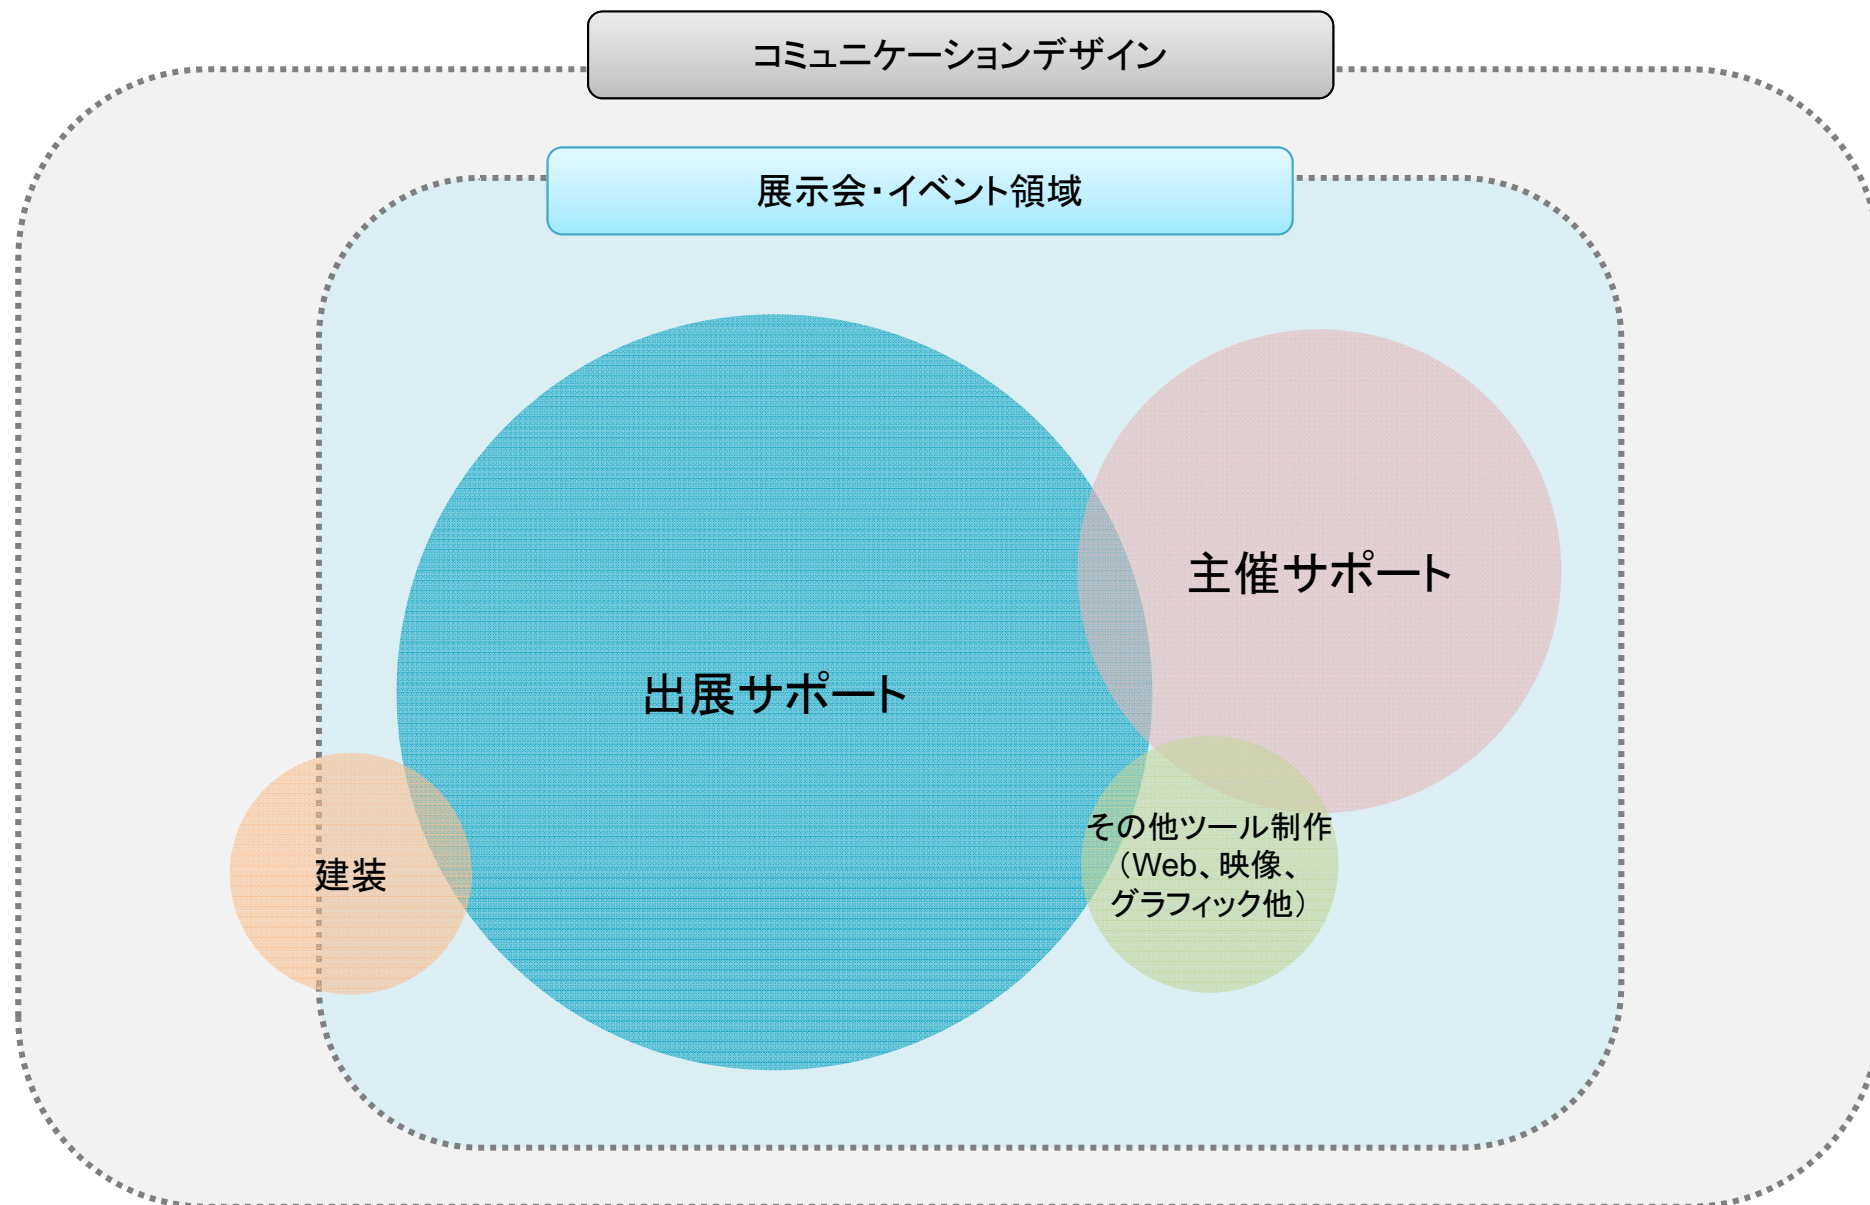 コミュニケーションデザイン
展示会・イベント領域
主催サポート
出展サポート
その他ツール制作
（Web、映像、
グラフィック他）
建装